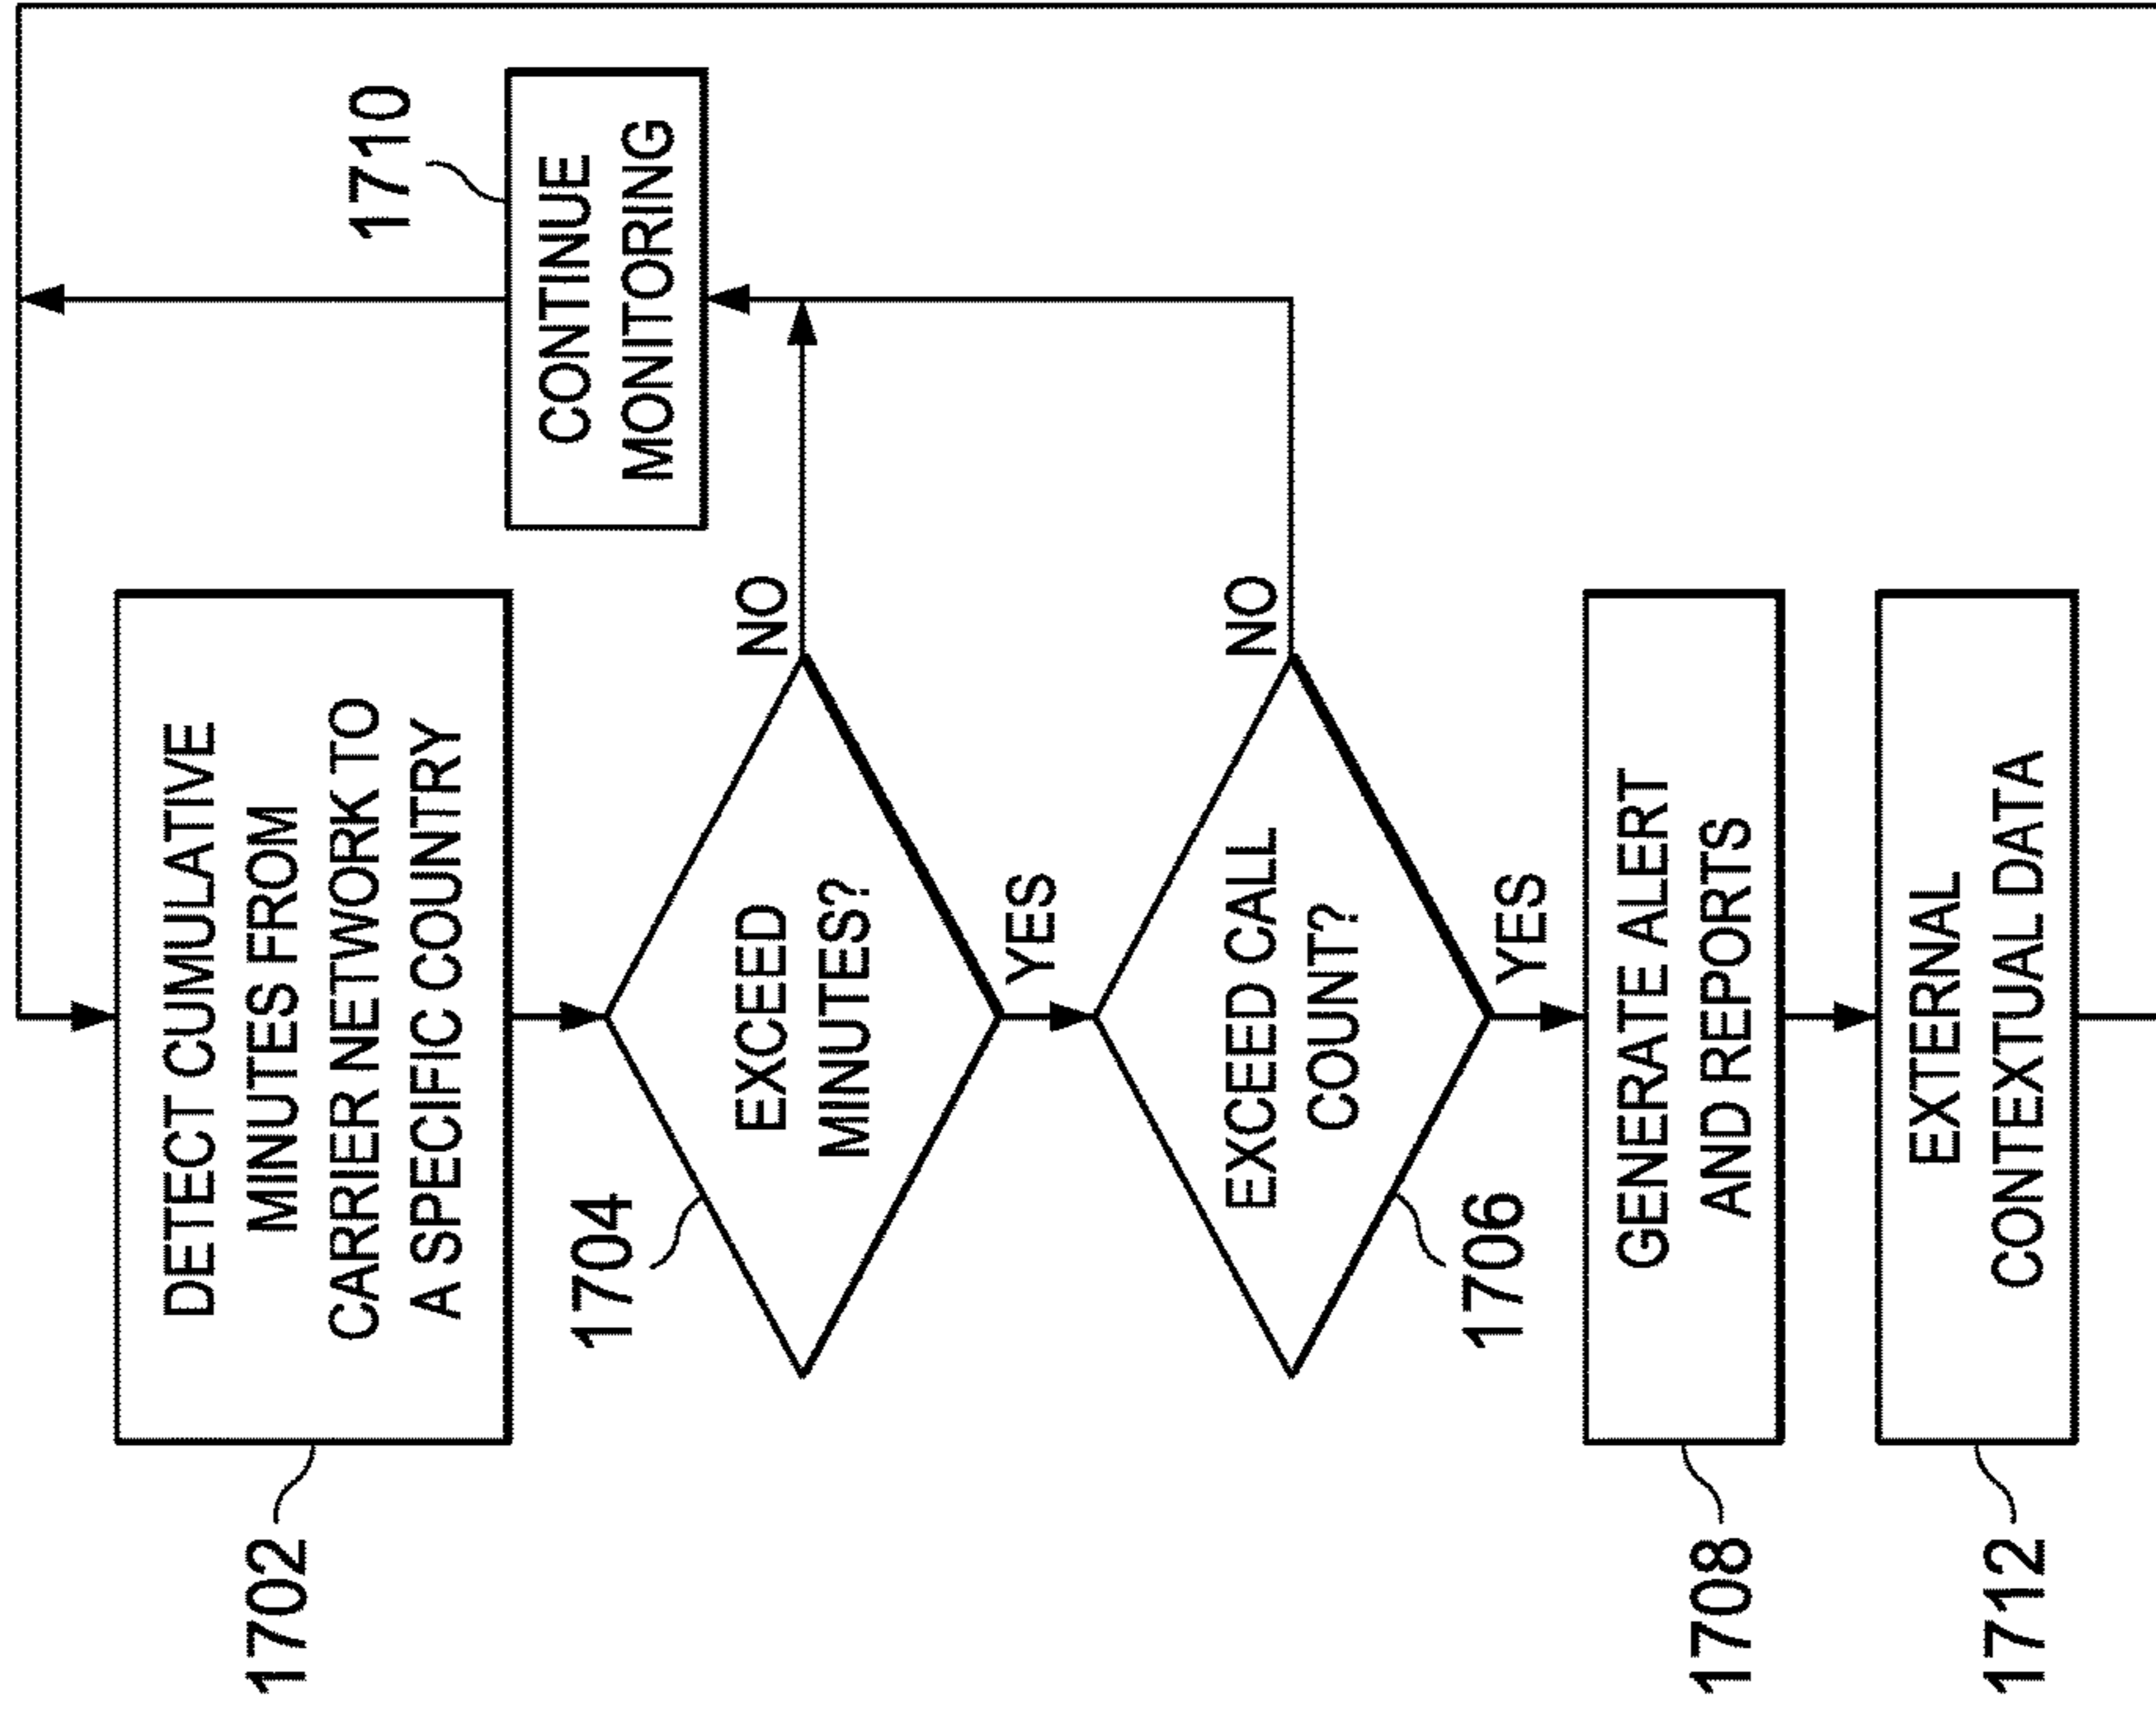 1702
DETECT CUMULATIVE
MINUTES FROM
CARRIER NETWORK TO
A SPECIFIC COUNTRY
1710
CONTINUE
MONITORING
1704
EXCEED
MINUTES?
NO
YES
1706
EXCEED CALL
COUNT?
NO
YES
1708
GENERATE ALERT
AND REPORTS
1712
EXTERNAL
CONTEXTUAL DATA